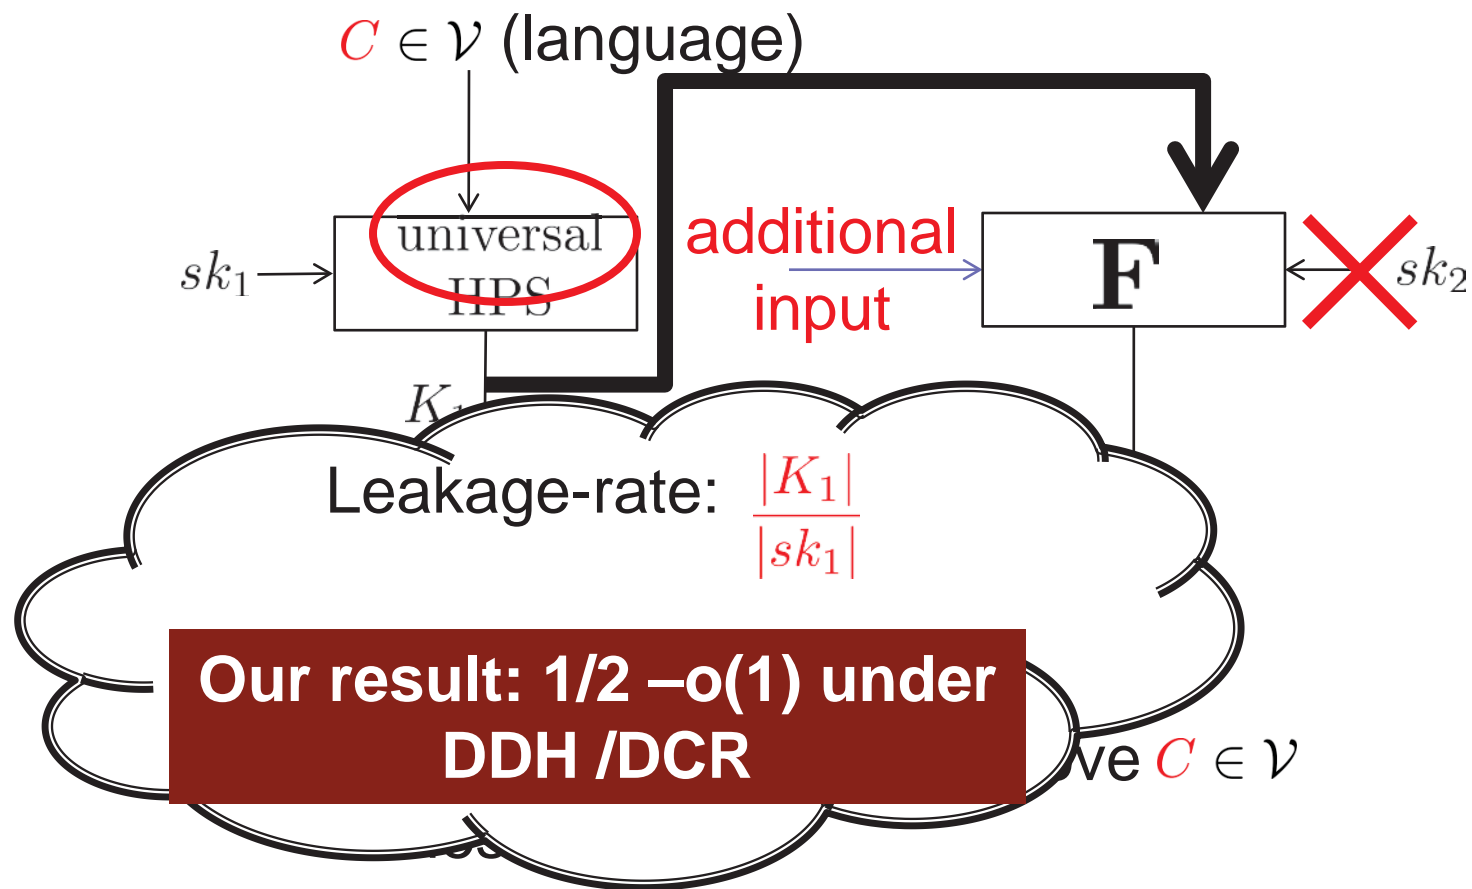 C ∈ 𝒱 (language)
universal
HPS
sk₁
additional
input
F
sk₂
K₁
Leakage-rate: |K₁| / |sk₁|
Our result: 1/2 –o(1) under
DDH /DCR
C ∈ 𝒱